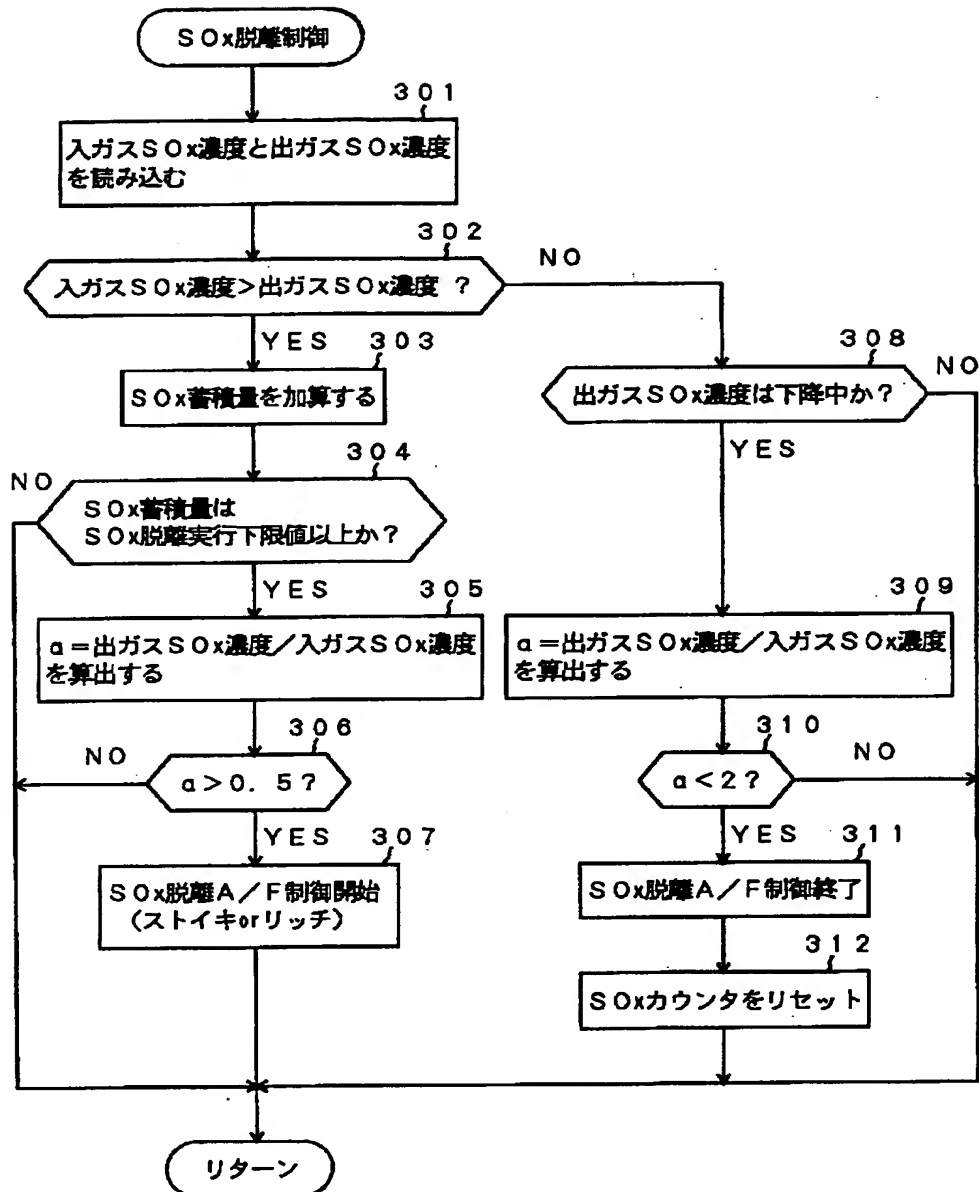 SOx脱離制御
301
入ガスSOx濃度と出ガスSOx濃度
を読み込む
302
入ガスSOx濃度>出ガスSOx濃度 ?
NO
YES
303
SOx蓄積量を加算する
304
NO
SOx蓄積量は
SOx脱離実行下限値以上か?
YES
305
α=出ガスSOx濃度/入ガスSOx濃度
を算出する
306
NO
α>0.5?
YES
307
SOx脱離A/F制御開始
(ストイキorリッチ)
308
NO
出ガスSOx濃度は下降中か?
YES
309
α=出ガスSOx濃度/入ガスSOx濃度
を算出する
310
NO
α<2?
YES
311
SOx脱離A/F制御終了
312
SOxカウンタをリセット
リターン